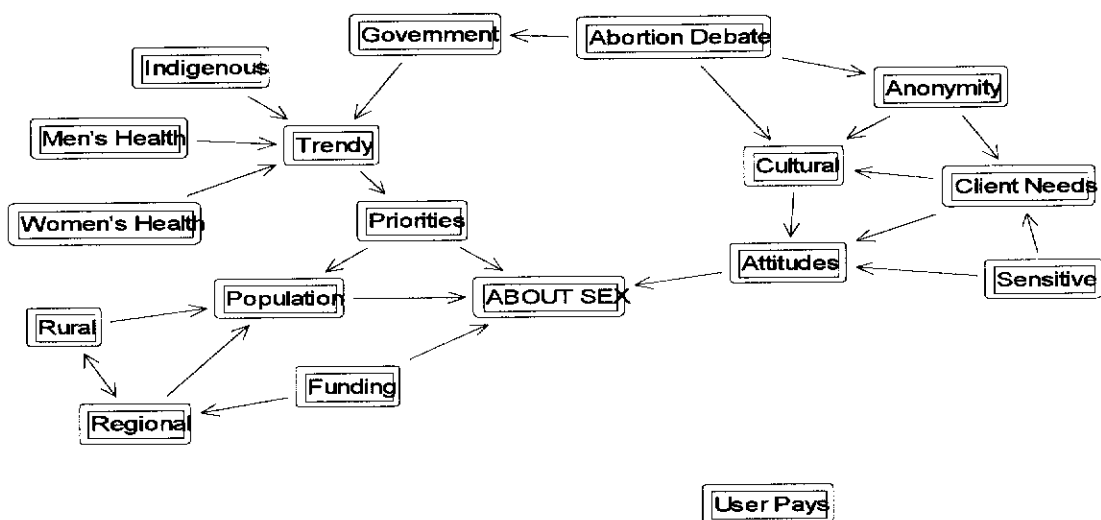 Government
Abortion Debate
Indigenous
Anonymity
Men's Health
Trendy
Cultural
Client Needs
Women's Health
Priorities
Attitudes
Sensitive
Population
ABOUT SEX
Rural
Funding
Regional
User Pays